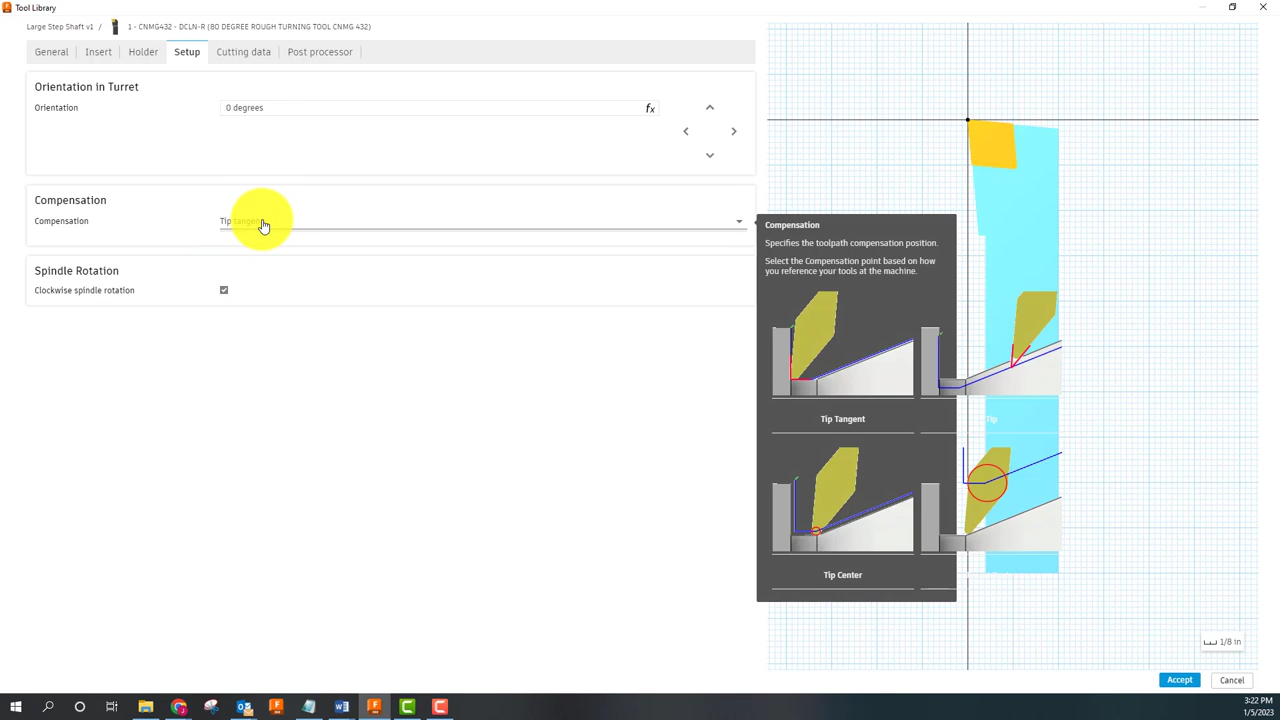 Tool Library
Large Step Shaft v1 / 1 - CNMG432 - DCLN-R (80 DEGREE ROUGH TURNING TOOL CNMG 432)
General Insert Holder Setup Cutting data Post processor
Orientation in Turret
Orientation 0 degrees fx
Compensation
Compensation Tip tangent
Spindle Rotation
Clockwise spindle rotation
Compensation
Specifies the toolpath compensation position.
Select the Compensation point based on how
you reference your tools at the machine.
Tip Tangent Tip
Tip Center
1/8 in
Accept Cancel
3:22 PM
1/5/2023